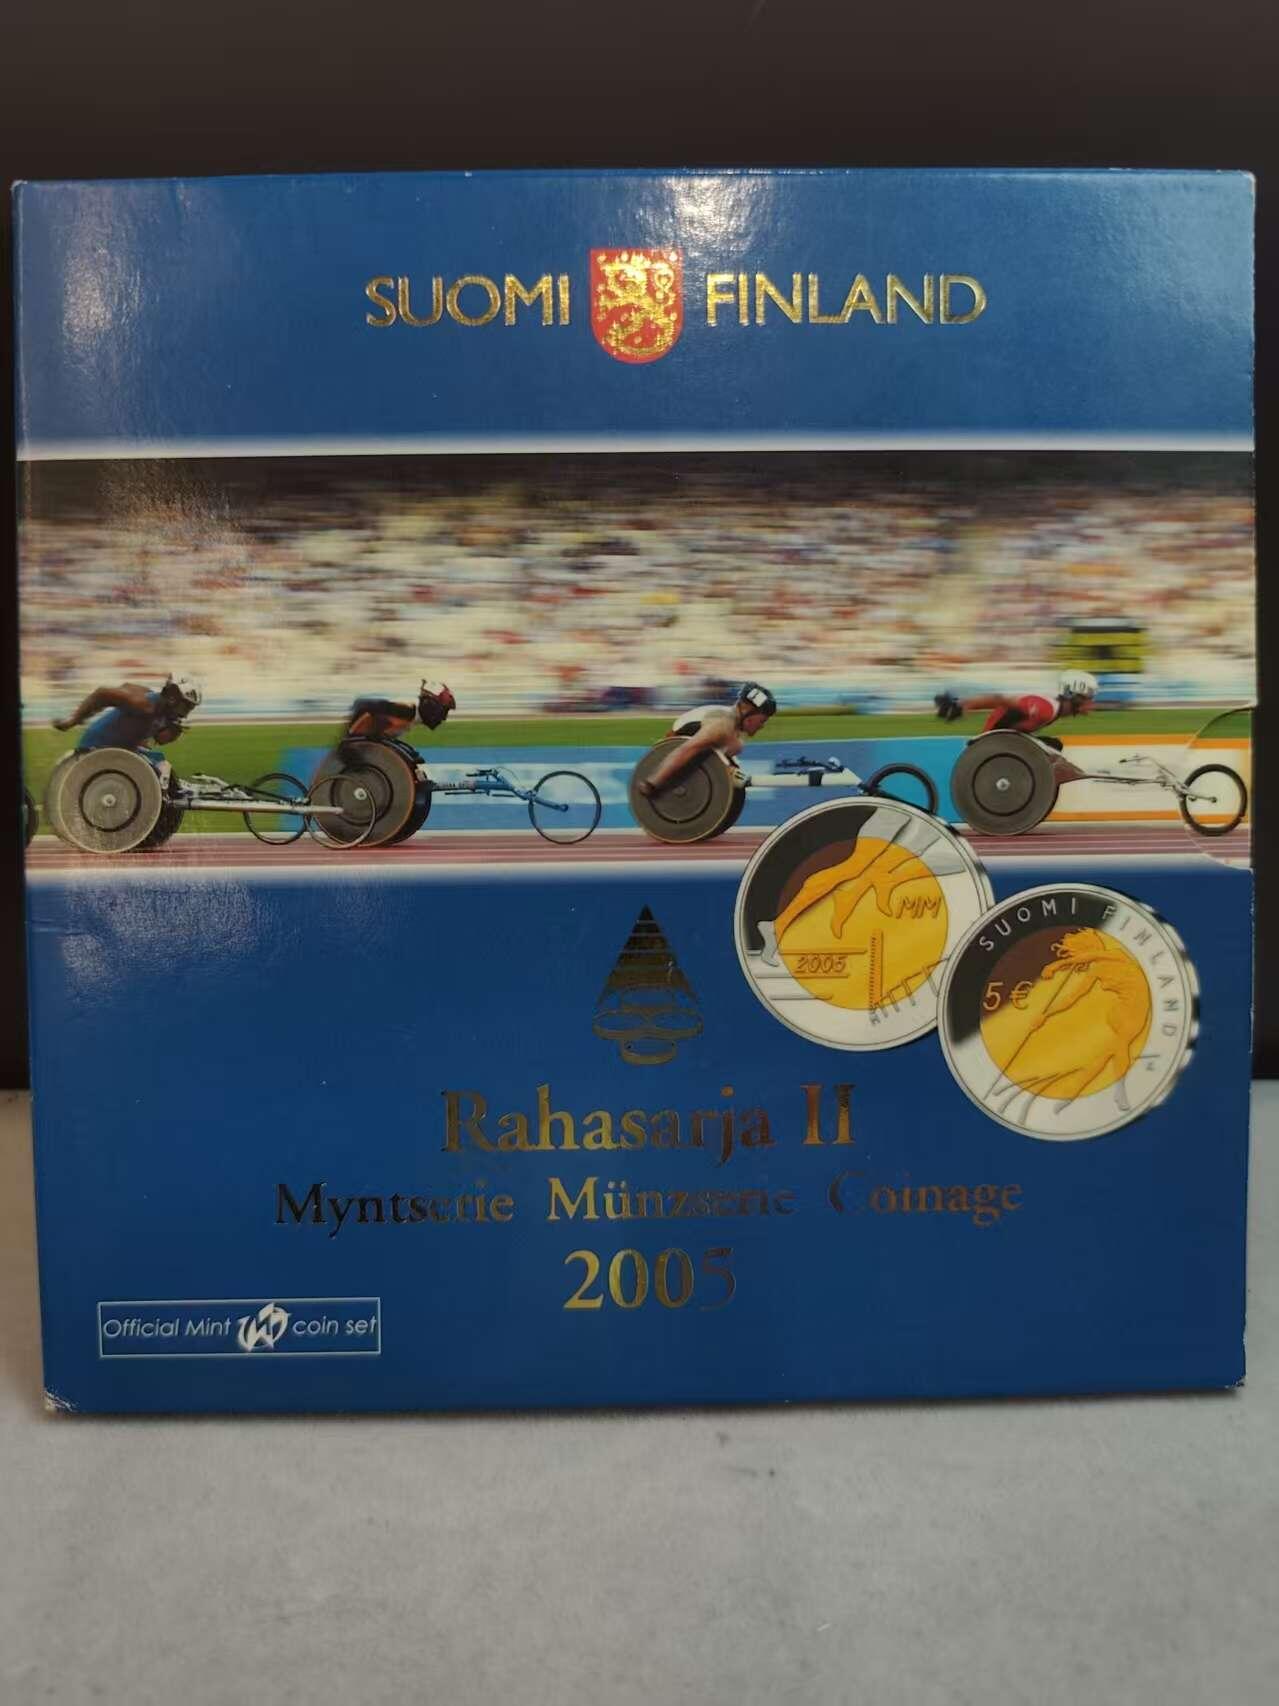 SUOMI FINLAND
MM
2005
SUOMI FINLAND
5 €
Rahasarja II
Myntserie Münzserie Coinage
2005
Official Mint coin set